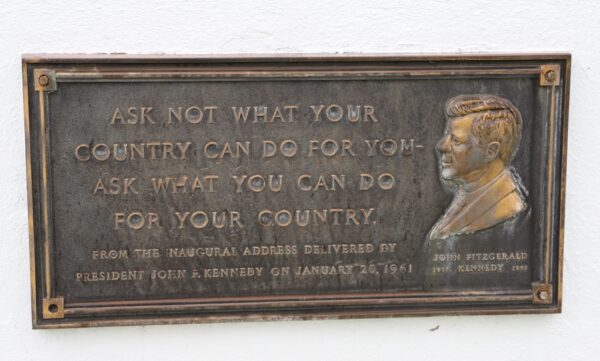 ASK NOT WHAT YOUR
COUNTRY CAN DO FOR YOU-
ASK WHAT YOU CAN DO
FOR YOUR COUNTRY.
FROM THE INAUGURAL ADDRESS DELIVERED BY
PRESIDENT JOHN F. KENNEDY ON JANUARY 20, 1961
JOHN FITZGERALD
1917 KENNEDY 1963